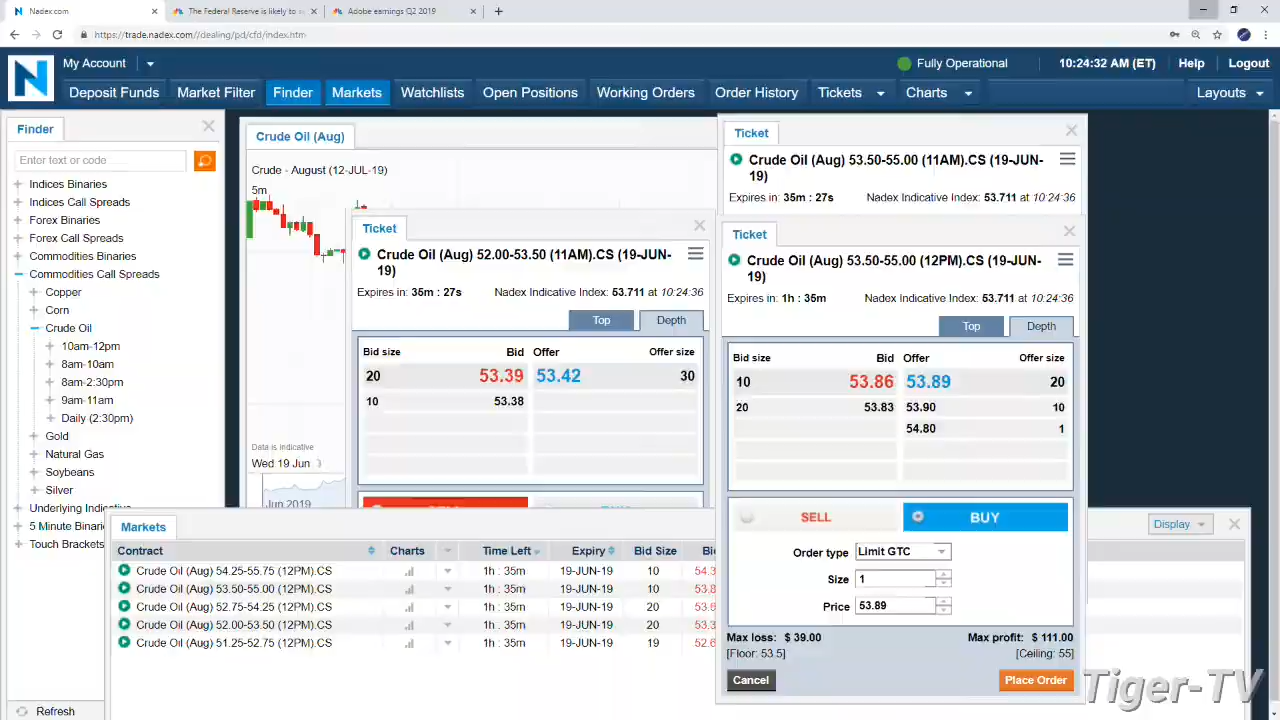 Nadex.com
The Federal Reserve is likely to
Adobe earnings Q2 2019
https://trade.nadex.com/dealing/pd/cfd/index.htm
N
My Account
Fully Operational
10:24:32 AM (ET)
Help
Logout
Deposit Funds
Market Filter
Finder
Markets
Watchlists
Open Positions
Working Orders
Order History
Tickets
Charts
Layouts
Finder
Enter text or code
Indices Binaries
Indices Call Spreads
Forex Binaries
Forex Call Spreads
Commodities Binaries
Commodities Call Spreads
Copper
Corn
Crude Oil
10am-12pm
8am-10am
8am-2:30pm
9am-11am
Daily (2:30pm)
Gold
Natural Gas
Soybeans
Silver
Underlying
5 Minute
Touch Brackets
Refresh
Crude Oil (Aug)
Crude - August (12-JUL-19)
5m
Data is indicative
Wed 19 Jun
Jun 2019
Ticket
Crude Oil (Aug) 52.00-53.50 (11AM).CS (19-JUN-
19)
Expires in: 35m : 27s Nadex Indicative Index: 53.711 at 10:24:36
Top Depth
Bid size Bid Offer Offer size
20 53.39 53.42 30
10 53.38
Ticket
Crude Oil (Aug) 53.50-55.00 (11AM).CS (19-JUN-
19)
Expires in: 35m : 27s Nadex Indicative Index: 53.711 at 10:24:36
Ticket
Crude Oil (Aug) 53.50-55.00 (12PM).CS (19-JUN-
19)
Expires in: 1h : 35m Nadex Indicative Index: 53.711 at 10:24:36
Top Depth
Bid size Bid Offer Offer size
10 53.86 53.89 20
20 53.83 53.90 10
54.80 1
SELL BUY
Order type Limit GTC
Size 1
Price 53.89
Max loss: $ 39.00 Max profit: $ 111.00
[Floor: 53.5] [Ceiling: 55]
Cancel Place Order
Markets
Display
Contract Charts Time Left Expiry Bid Size
Crude Oil (Aug) 54.25-55.75 (12PM).CS 1h : 35m 19-JUN-19 10 54.3
Crude Oil (Aug) 53.50-55.00 (12PM).CS 1h : 35m 19-JUN-19 10 53.8
Crude Oil (Aug) 52.73-54.25 (12PM).CS 1h : 35m 19-JUN-19 20
Crude Oil (Aug) 52.00-53.50 (12PM).CS 1h : 35m 19-JUN-19 20 53.3
Crude Oil (Aug) 51.25-52.75 (12PM).CS 1h : 35m 19-JUN-19 19
Tiger-TV